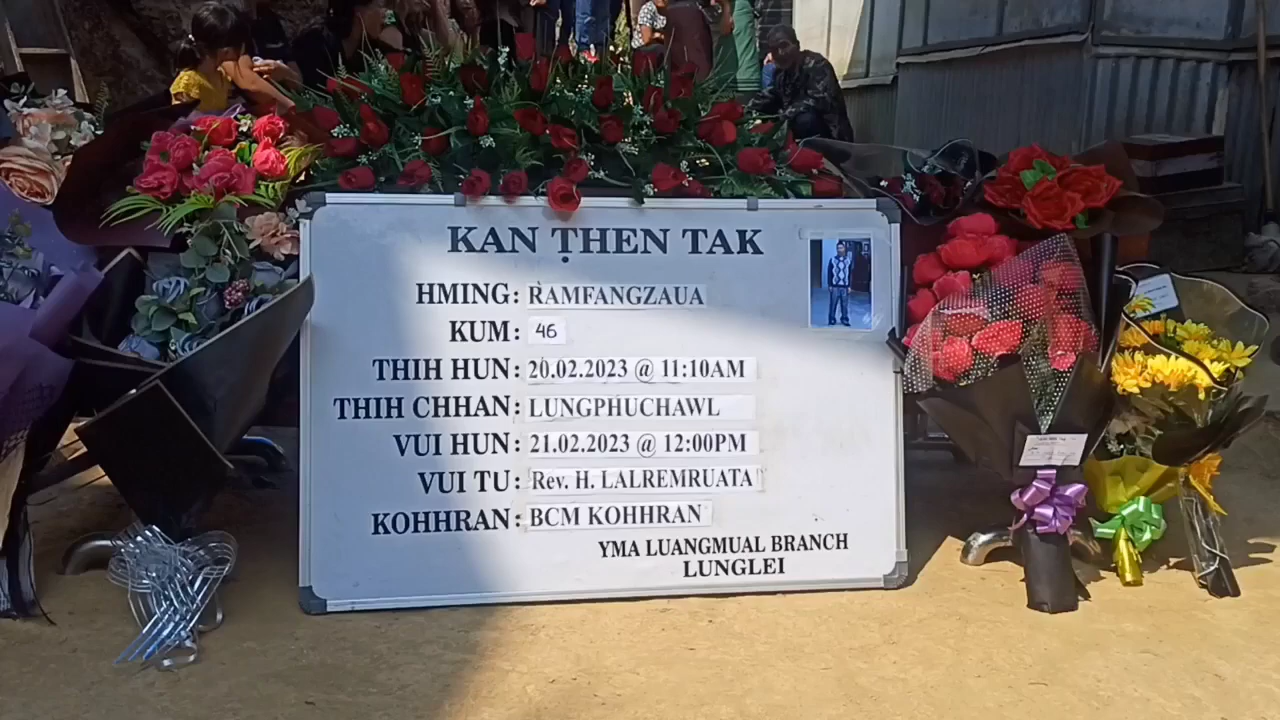 KAN ṬHEN TAK
HMING: RAMFANGZAUA
KUM: 46
THIH HUN: 20.02.2023 @ 11:10AM
THIH CHHAN: LUNGPHUCHAWL
VUI HUN: 21.02.2023 @ 12:00PM
VUI TU: Rev. H. LALREMRUATA
KOHHRAN: BCM KOHHRAN
YMA LUANGMUAL BRANCH
LUNGLEI